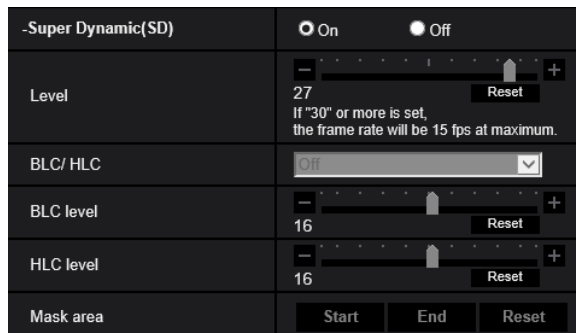 -Super Dynamic(SD)
On
Off
Level
27
Reset
If "30" or more is set,
the frame rate will be 15 fps at maximum.
BLC/ HLC
Off
BLC level
16
Reset
HLC level
16
Reset
Mask area
Start
End
Reset